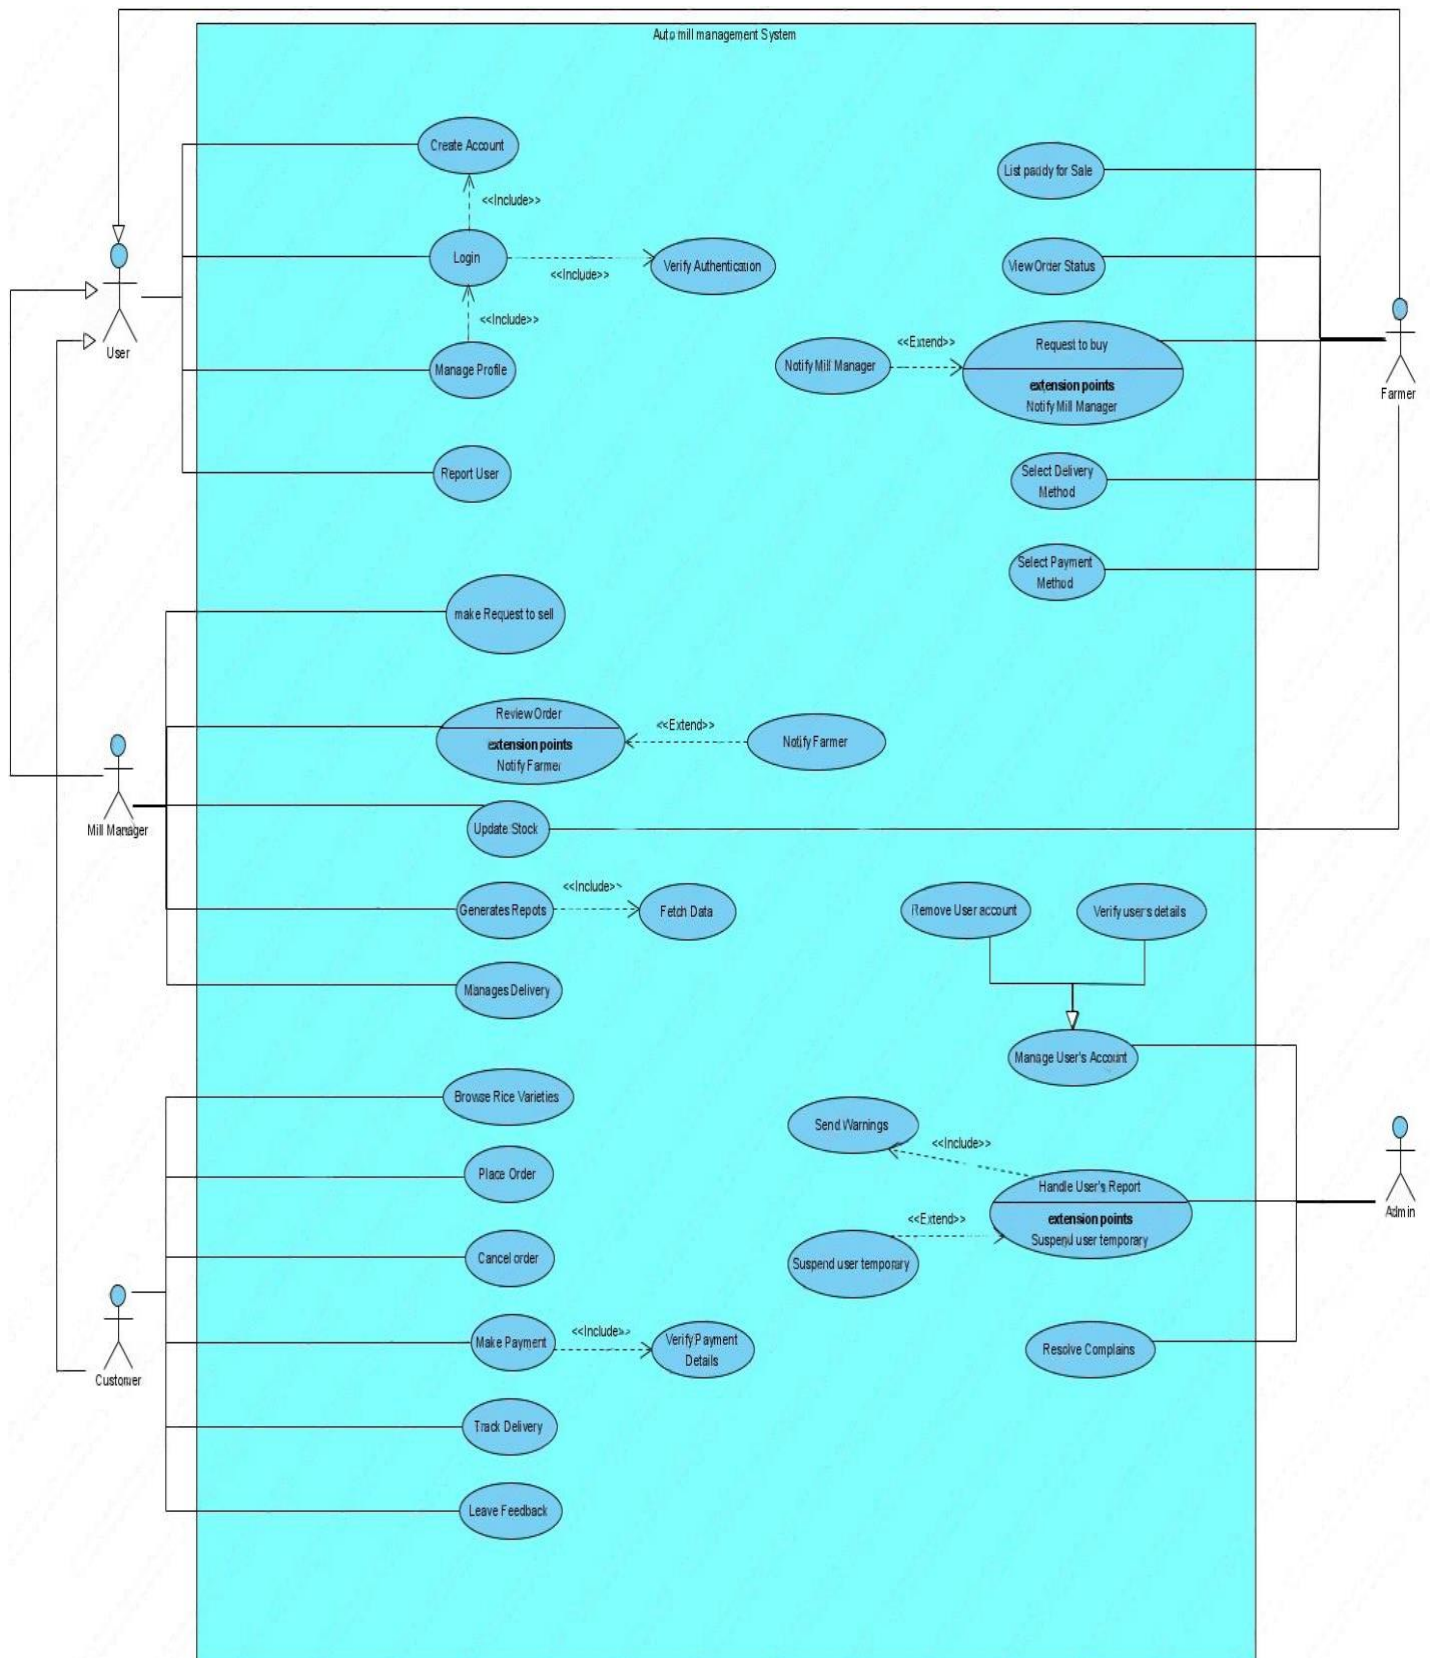 Auto mill management System
Create Account
<<Include>>
Login
<<Include>>
Verify Authentication
<<Include>>
Manage Profile
Report User
User
List paddy for Sale
View Order Status
Notify Mill Manager
<<Extend>>
Request to buy
extension points
Notify Mill Manager
Farmer
Select Delivery
Method
Select Payment
Method
make Request to sell
Review Order
extension points
Notify Farmer
<<Extend>>
Notify Farmer
Mill Manager
Update Stock
Generates Repots
<<Include>>
Fetch Data
Manages Delivery
Remove User account
Verify users details
Manage User's Account
Browse Rice Varieties
Send Warnings
<<Include>>
Place Order
Handle User's Report
extension points
Suspend user temporary
<<Extend>>
Suspend user temporary
Admin
Cancel order
Make Payment
<<Include>>
Verify Payment
Details
Resolve Complains
Customer
Track Delivery
Leave Feedback